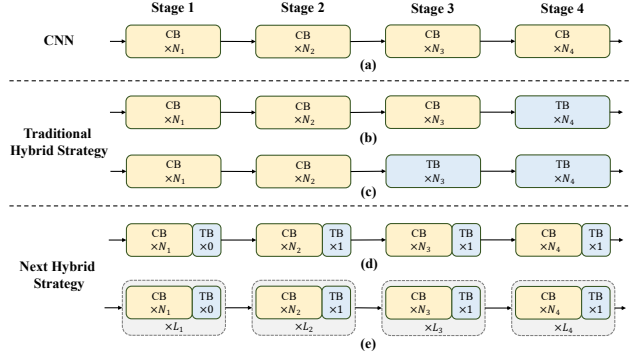 Stage 1 Stage 2 Stage 3 Stage 4
CNN
CB CB CB CB
×N₁ ×N₂ ×N₃ ×N₄
(a)
Traditional
Hybrid Strategy
CB CB CB TB
×N₁ ×N₂ ×N₃ ×N₄
(b)
CB CB TB TB
×N₁ ×N₂ ×N₃ ×N₄
(c)
Next Hybrid
Strategy
CB TB CB TB CB TB CB TB
×N₁ ×0 ×N₂ ×1 ×N₃ ×1 ×N₄ ×1
(d)
CB TB CB TB CB TB CB TB
×N₁ ×0 ×N₂ ×1 ×N₃ ×1 ×N₄ ×1
×L₁ ×L₂ ×L₃ ×L₄
(e)